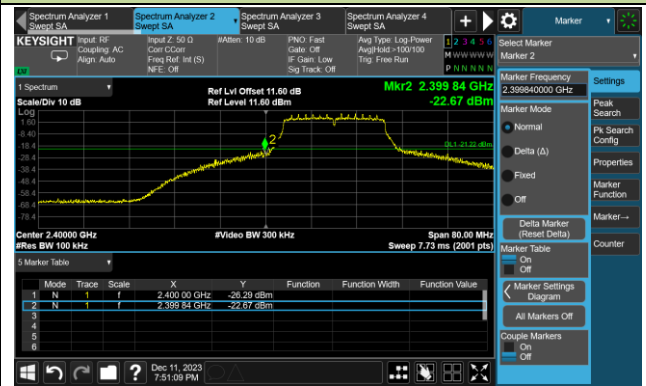 Spectrum Analyzer 1
Swept SA
Spectrum Analyzer 2
Swept SA
Spectrum Analyzer 3
Swept SA
Spectrum Analyzer 4
Swept SA
+
Marker
KEYSIGHT
Input: RF
Coupling: AC
Align: Auto
Input Z: 50 Ω
Corr CCorr
Freq Ref: Int (S)
NFE: Off
#Atten: 10 dB
PNO: Fast
Gate: Off
IF Gain: Low
Sig Track: Off
Avg Type: Log-Power
Avg|Hold >100/100
Trig: Free Run
1 2 3 4 5 6
M W W W W W
P N N N N N
Select Marker
Marker 2
1 Spectrum
Scale/Div 10 dB
Ref Lvl Offset 11.60 dB
Ref Level 11.60 dBm
Mkr2 2.399 84 GHz
-22.67 dBm
Log
1.60
-8.40
-18.4
-28.4
-38.4
-48.4
-58.4
-68.4
-78.4
2
DL1 -21.22 dBm
Center 2.40000 GHz
#Res BW 100 kHz
#Video BW 300 kHz
Span 80.00 MHz
Sweep 7.73 ms (2001 pts)
5 Marker Table
Mode Trace Scale X Y Function Function Width Function Value
1 N 1 f 2.400 00 GHz -26.29 dBm
2 N 1 f 2.399 84 GHz -22.67 dBm
3
4
5
6
Marker Frequency
2.399840000 GHz
Marker Mode
Normal
Delta (Δ)
Fixed
Off
Delta Marker
(Reset Delta)
Marker Table
On
Off
Marker Settings
Diagram
All Markers Off
Couple Markers
On
Off
Settings
Peak
Search
Pk Search
Config
Properties
Marker
Function
Marker→
Counter
?
Dec 11, 2023
7:51:09 PM